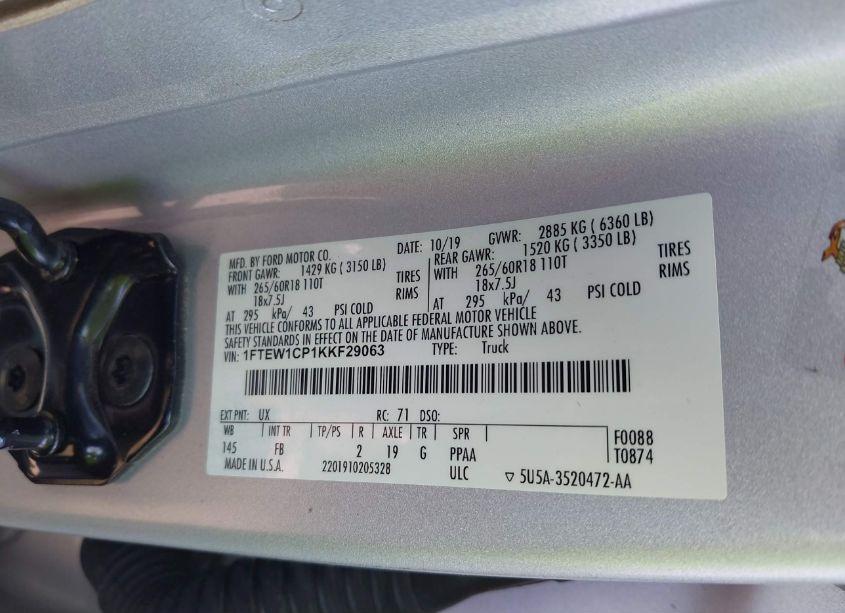 MFD. BY FORD MOTOR CO. DATE: 10/19 GVWR: 2885 KG ( 6360 LB)
FRONT GAWR: 1429 KG ( 3150 LB) REAR GAWR: 1520 KG ( 3350 LB)
WITH 265/60R18 110T TIRES WITH 265/60R18 110T TIRES
18x7.5J RIMS 18x7.5J RIMS
AT 295 kPa/ 43 PSI COLD AT 295 kPa/ 43 PSI COLD
THIS VEHICLE CONFORMS TO ALL APPLICABLE FEDERAL MOTOR VEHICLE
SAFETY STANDARDS IN EFFECT ON THE DATE OF MANUFACTURE SHOWN ABOVE.
VIN: 1FTEW1CP1KKF29063 TYPE: Truck
EXT PNT: UX RC: 71 DSO:
WB INT TR TP/PS R AXLE TR SPR F0088
145 FB 2 19 G PPAA T0874
MADE IN U.S.A. 2201910205328 ULC ▽ 5U5A-3520472-AA